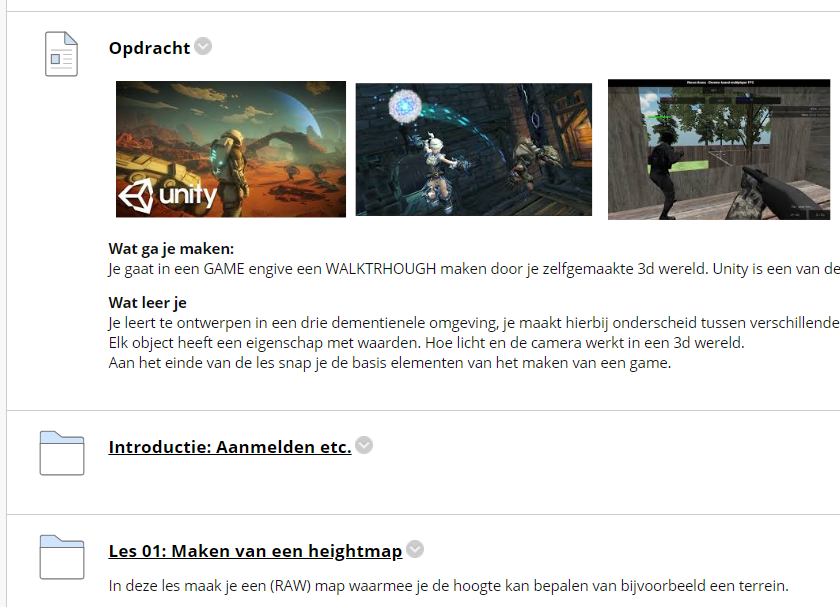 Opdracht
unity
Wat ga je maken:
Je gaat in een GAME engive een WALKTRHOUGH maken door je zelfgemaakte 3d wereld. Unity is een van de
Wat leer je
Je leert te ontwerpen in een drie dementienele omgeving, je maakt hierbij onderscheid tussen verschillende
Elk object heeft een eigenschap met waarden. Hoe licht en de camera werkt in een 3d wereld.
Aan het einde van de les snap je de basis elementen van het maken van een game.
Introductie: Aanmelden etc.
Les 01: Maken van een heightmap
In deze les maak je een (RAW) map waarmee je de hoogte kan bepalen van bijvoorbeeld een terrein.